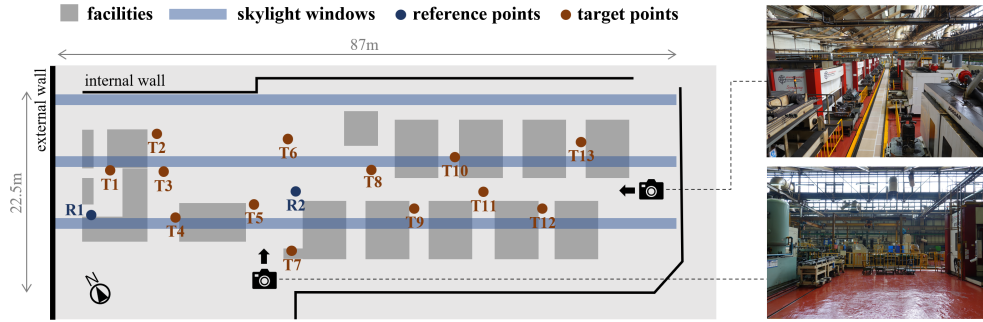 facilities skylight windows reference points target points
87m
external wall
internal wall
22.5m
T2
T6
T13
T10
T1
T3
T8
R1
T4
T5
R2
T9
T11
T12
T7
N